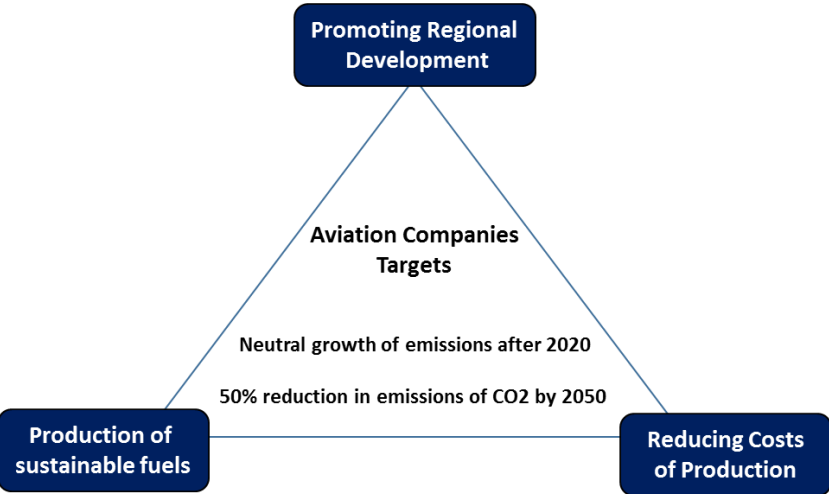 Promoting Regional
Development
Aviation Companies
Targets
Neutral growth of emissions after 2020
50% reduction in emissions of CO2 by 2050
Production of
sustainable fuels
Reducing Costs
of Production